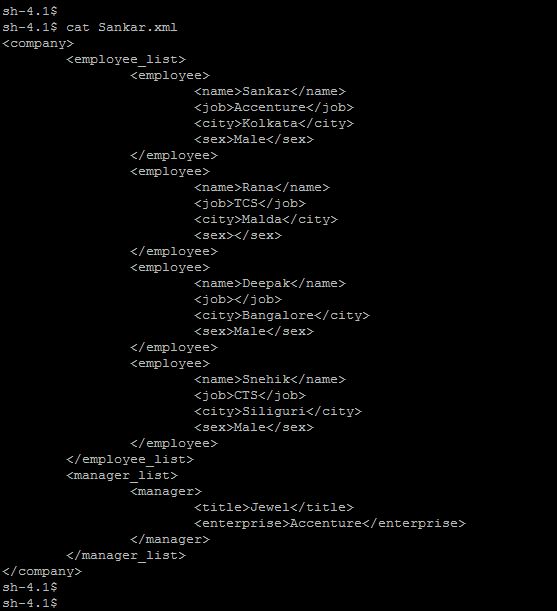 sh-4.1$
sh-4.1$ cat Sankar.xml
<company>
        <employee_list>
                <employee>
                        <name>Sankar</name>
                        <job>Accenture</job>
                        <city>Kolkata</city>
                        <sex>Male</sex>
                </employee>
                <employee>
                        <name>Rana</name>
                        <job>TCS</job>
                        <city>Malda</city>
                        <sex></sex>
                </employee>
                <employee>
                        <name>Deepak</name>
                        <job></job>
                        <city>Bangalore</city>
                        <sex>Male</sex>
                </employee>
                <employee>
                        <name>Snehik</name>
                        <job>CTS</job>
                        <city>Siliguri</city>
                        <sex>Male</sex>
                </employee>
        </employee_list>
        <manager_list>
                <manager>
                        <title>Jewel</title>
                        <enterprise>Accenture</enterprise>
                </manager>
        </manager_list>
</company>
sh-4.1$
sh-4.1$